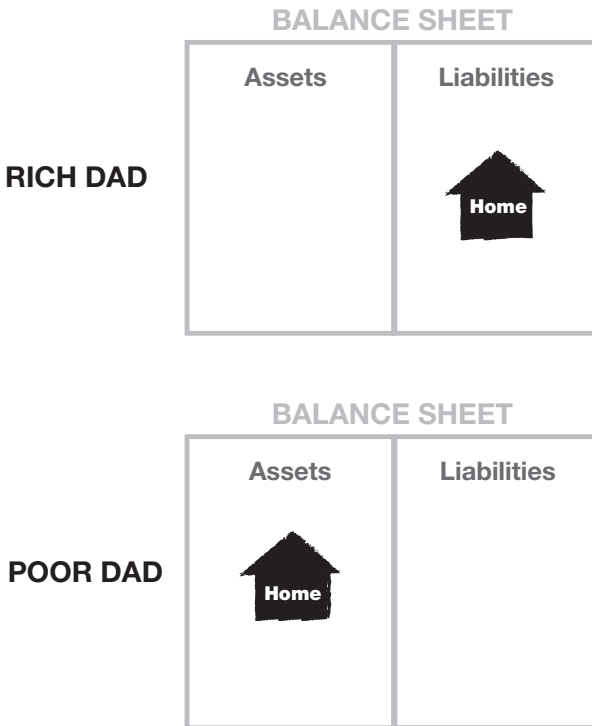 BALANCE SHEET
Assets Liabilities
RICH DAD
Home
BALANCE SHEET
Assets Liabilities
POOR DAD
Home